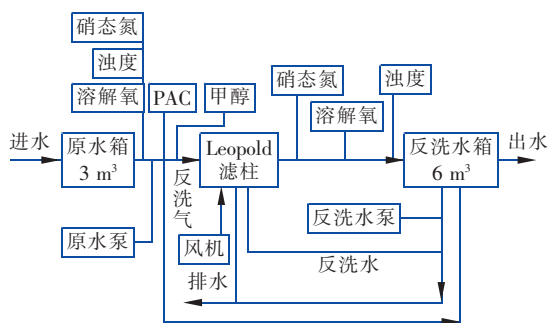 硝态氮
浊度
溶解氧
PAC
甲醇
硝态氮
浊度
溶解氧
进水
原水箱
3 m³
Leopold
滤柱
反洗水箱
6 m³
出水
反洗气
原水泵
风机
反洗水泵
反洗水
排水